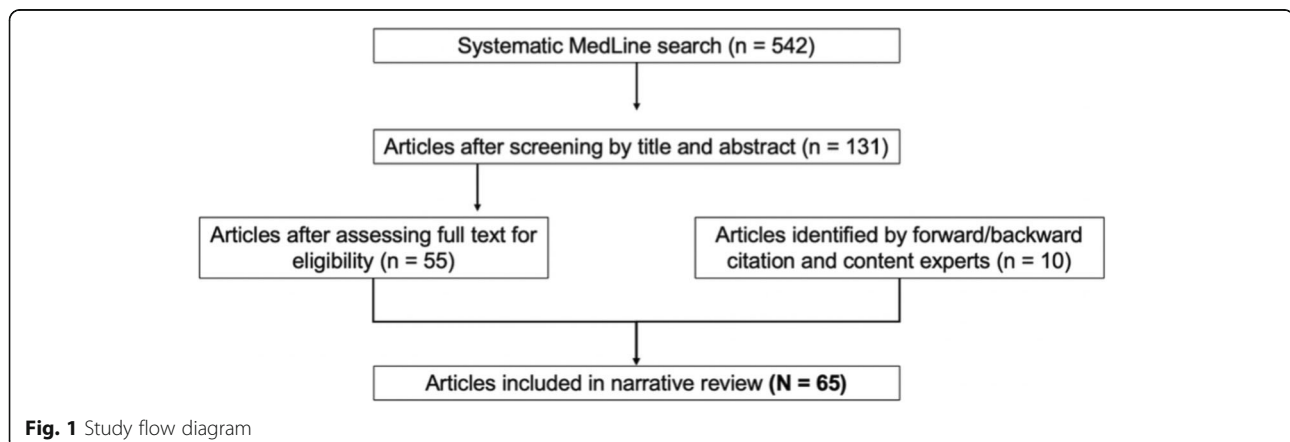 Systematic MedLine search (n = 542)
Articles after screening by title and abstract (n = 131)
Articles after assessing full text for
eligibility (n = 55)
Articles identified by forward/backward
citation and content experts (n = 10)
Articles included in narrative review (N = 65)
Fig. 1 Study flow diagram